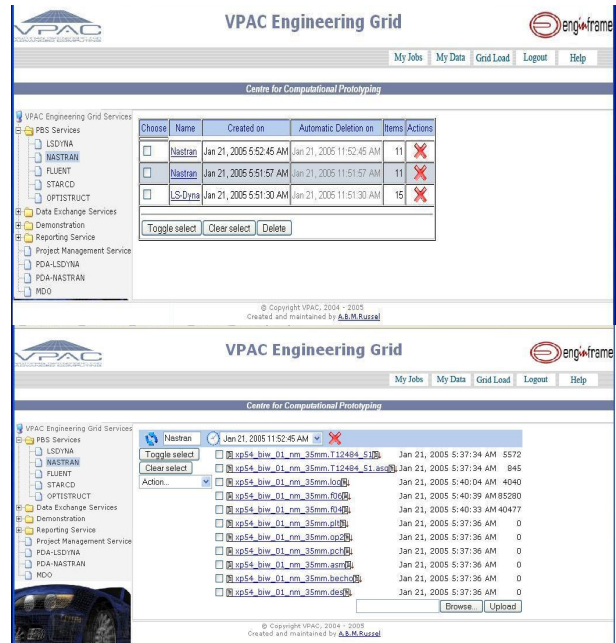 VPAC
VPAC Engineering Grid
enginframe
My Jobs My Data Grid Load Logout Help
Centre for Computational Prototyping
VPAC Engineering Grid Services
PBS Services
LSDYNA
NASTRAN
FLUENT
STARCD
OPTISTRUCT
Data Exchange Services
Demonstration
Reporting Service
Project Management Service
PDA-LSDYNA
PDA-NASTRAN
MDO
Choose Name Created on Automatic Deletion on Items Actions
Nastran Jan 21, 2005 5:52:45 AM Jan 21, 2005 11:52:45 AM 11
Nastran Jan 21, 2005 5:51:57 AM Jan 21, 2005 11:51:57 AM 11
LS-Dyna Jan 21, 2005 5:51:30 AM Jan 21, 2005 11:51:30 AM 15
Toggle select Clear select Delete
© Copyright VPAC, 2004 - 2005
Created and maintained by A.B.M.Russel
VPAC
VPAC Engineering Grid
enginframe
My Jobs My Data Grid Load Logout Help
Centre for Computational Prototyping
VPAC Engineering Grid Services
PBS Services
LSDYNA
NASTRAN
FLUENT
STARCD
OPTISTRUCT
Data Exchange Services
Demonstration
Reporting Service
Project Management Service
PDA-LSDYNA
PDA-NASTRAN
MDO
Nastran Jan 21, 2005 11:52:45 AM
Toggle select
Clear select
Action...
xp54_biw_01_nm_35mm.T12484_51 Jan 21, 2005 5:37:34 AM 5572
xp54_biw_01_nm_35mm.T12484_51.asg Jan 21, 2005 5:37:34 AM 845
xp54_biw_01_nm_35mm.log Jan 21, 2005 5:40:04 AM 4040
xp54_biw_01_nm_35mm.f06 Jan 21, 2005 5:40:39 AM 85280
xp54_biw_01_nm_35mm.f04 Jan 21, 2005 5:40:33 AM 40477
xp54_biw_01_nm_35mm.plt Jan 21, 2005 5:37:36 AM 0
xp54_biw_01_nm_35mm.op2 Jan 21, 2005 5:37:36 AM 0
xp54_biw_01_nm_35mm.pch Jan 21, 2005 5:37:36 AM 0
xp54_biw_01_nm_35mm.asm Jan 21, 2005 5:37:36 AM 0
xp54_biw_01_nm_35mm.becho Jan 21, 2005 5:37:36 AM 0
xp54_biw_01_nm_35mm.des Jan 21, 2005 5:37:36 AM 0
Browse... Upload
© Copyright VPAC, 2004 - 2005
Created and maintained by A.B.M.Russel